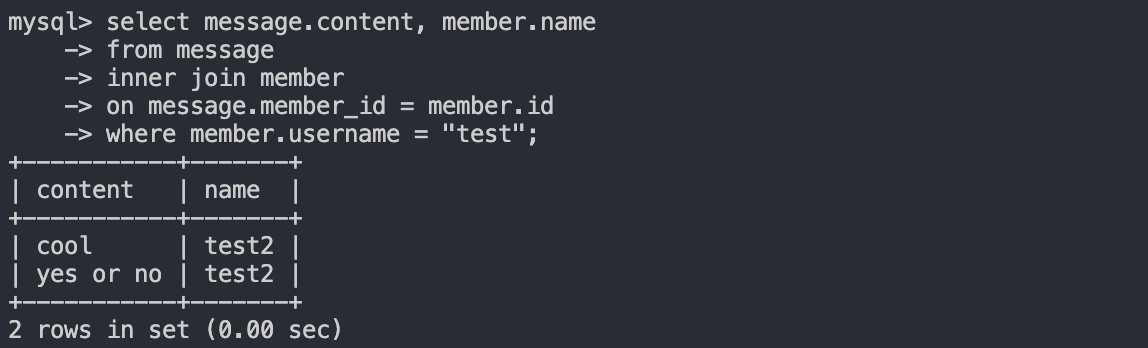 mysql> select message.content, member.name
    -> from message
    -> inner join member
    -> on message.member_id = member.id
    -> where member.username = "test";
+-----------+-------+
| content   | name  |
+-----------+-------+
| cool      | test2 |
| yes or no | test2 |
+-----------+-------+
2 rows in set (0.00 sec)